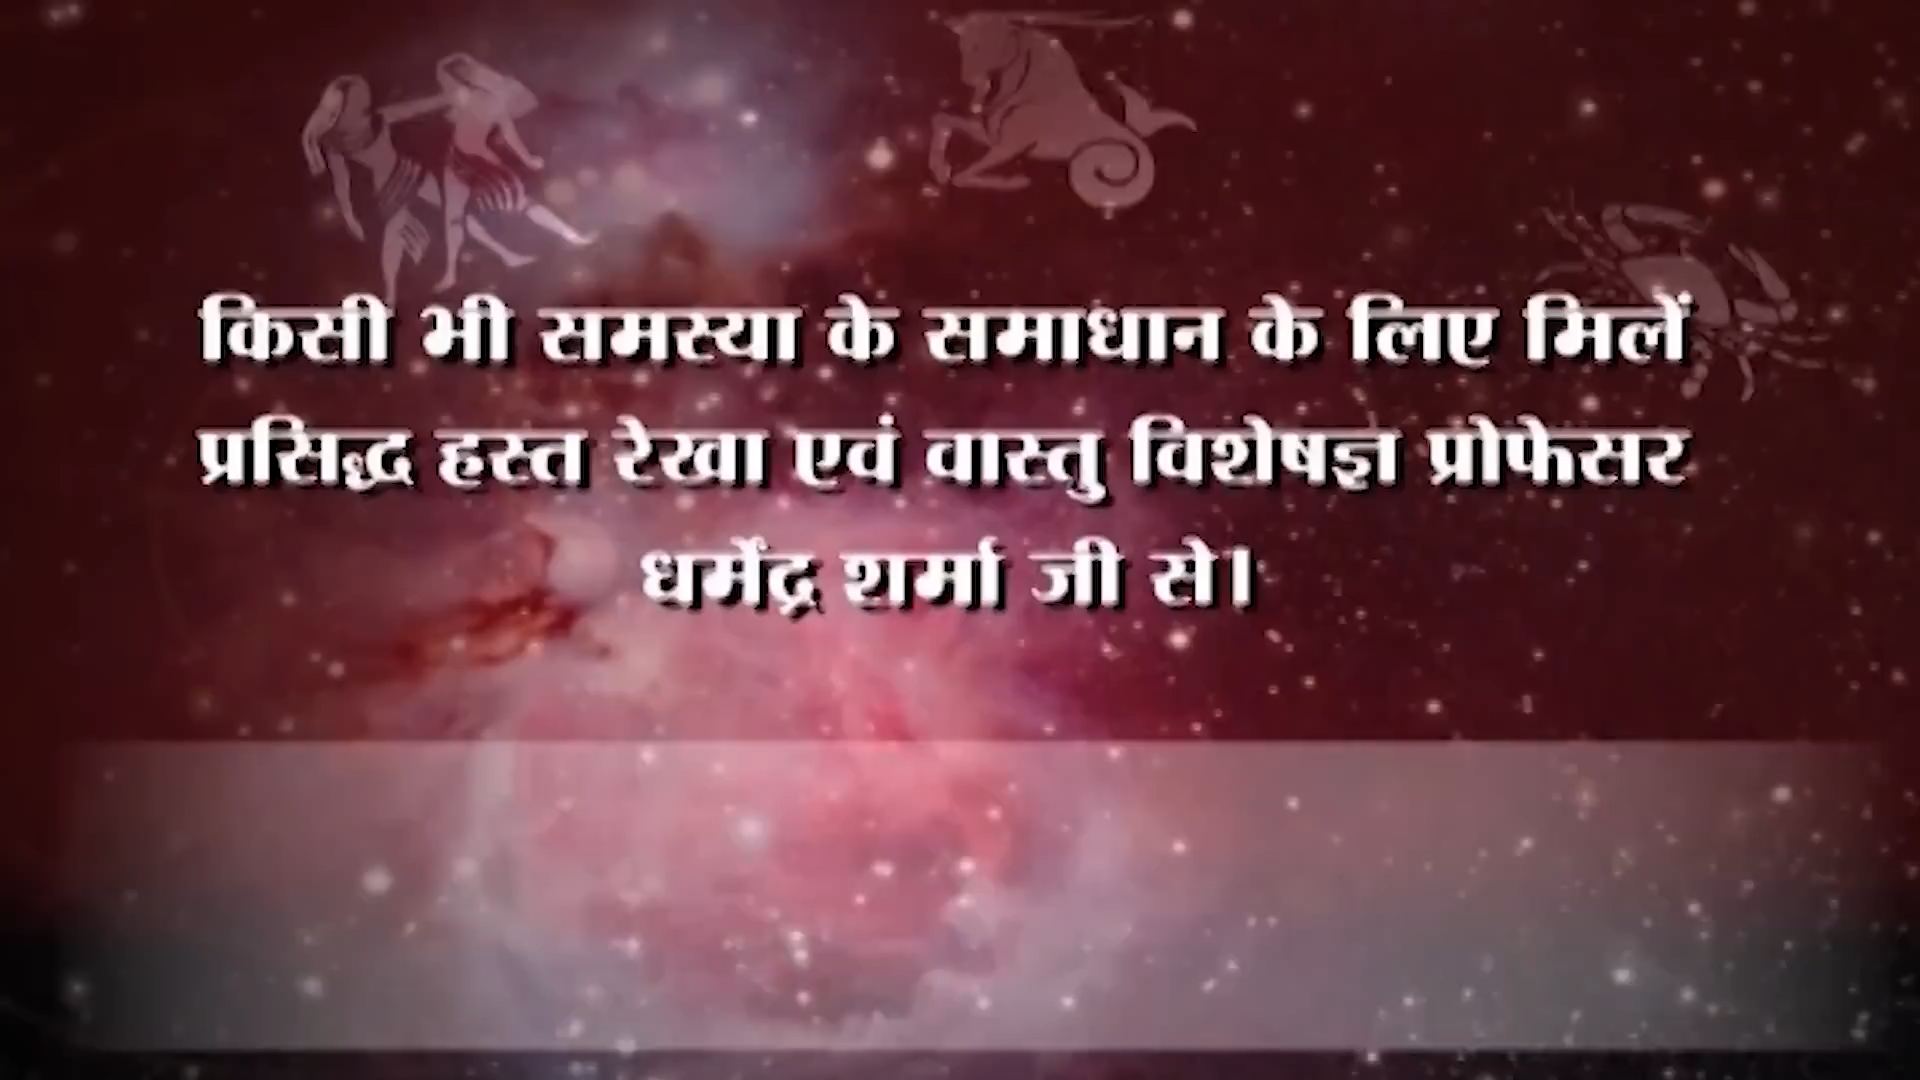 किसी भी समस्या के समाधान के लिए मिलें
प्रसिद्ध हस्त रेखा एवं वास्तु विशेषज्ञ प्रोफेसर
धर्मेंद्र शर्मा जी से।